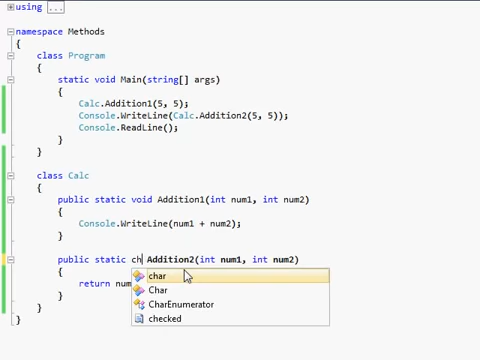 using ...
namespace Methods
{
class Program
{
static void Main(string[] args)
{
Calc.Addition1(5, 5);
Console.WriteLine(Calc.Addition2(5, 5));
Console.ReadLine();
}
}
class Calc
{
public static void Addition1(int num1, int num2)
{
Console.WriteLine(num1 + num2);
}
public static ch Addition2(int num1, int num2)
{
char
return num
Char
}
CharEnumerator
}
checked
}